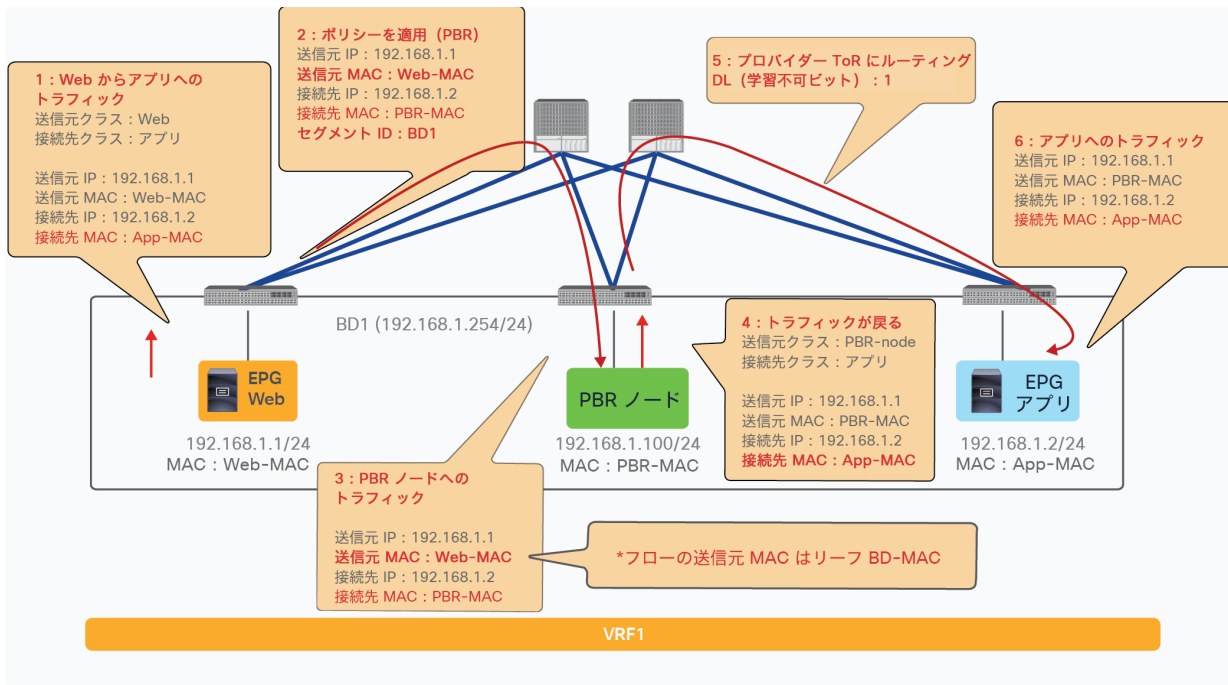 1：Web からアプリへの
トラフィック
送信元クラス：Web
接続先クラス：アプリ
送信元 IP：192.168.1.1
送信元 MAC：Web-MAC
接続先 IP：192.168.1.2
接続先 MAC：App-MAC
2：ポリシーを適用（PBR）
送信元 IP：192.168.1.1
送信元 MAC：Web-MAC
接続先 IP：192.168.1.2
接続先 MAC：PBR-MAC
セグメント ID：BD1
5：プロバイダー ToR にルーティング
DL（学習不可ビット）：1
6：アプリへのトラフィック
送信元 IP：192.168.1.1
送信元 MAC：PBR-MAC
接続先 IP：192.168.1.2
接続先 MAC：App-MAC
BD1 (192.168.1.254/24)
EPG
Web
192.168.1.1/24
MAC：Web-MAC
PBR ノード
192.168.1.100/24
MAC：PBR-MAC
4：トラフィックが戻る
送信元クラス：PBR-node
接続先クラス：アプリ
送信元 IP：192.168.1.1
送信元 MAC：PBR-MAC
接続先 IP：192.168.1.2
接続先 MAC：App-MAC
EPG
アプリ
192.168.1.2/24
MAC：App-MAC
3：PBR ノードへの
トラフィック
送信元 IP：192.168.1.1
送信元 MAC：Web-MAC
接続先 IP：192.168.1.2
接続先 MAC：PBR-MAC
*フローの送信元 MAC はリーフ BD-MAC
VRF1